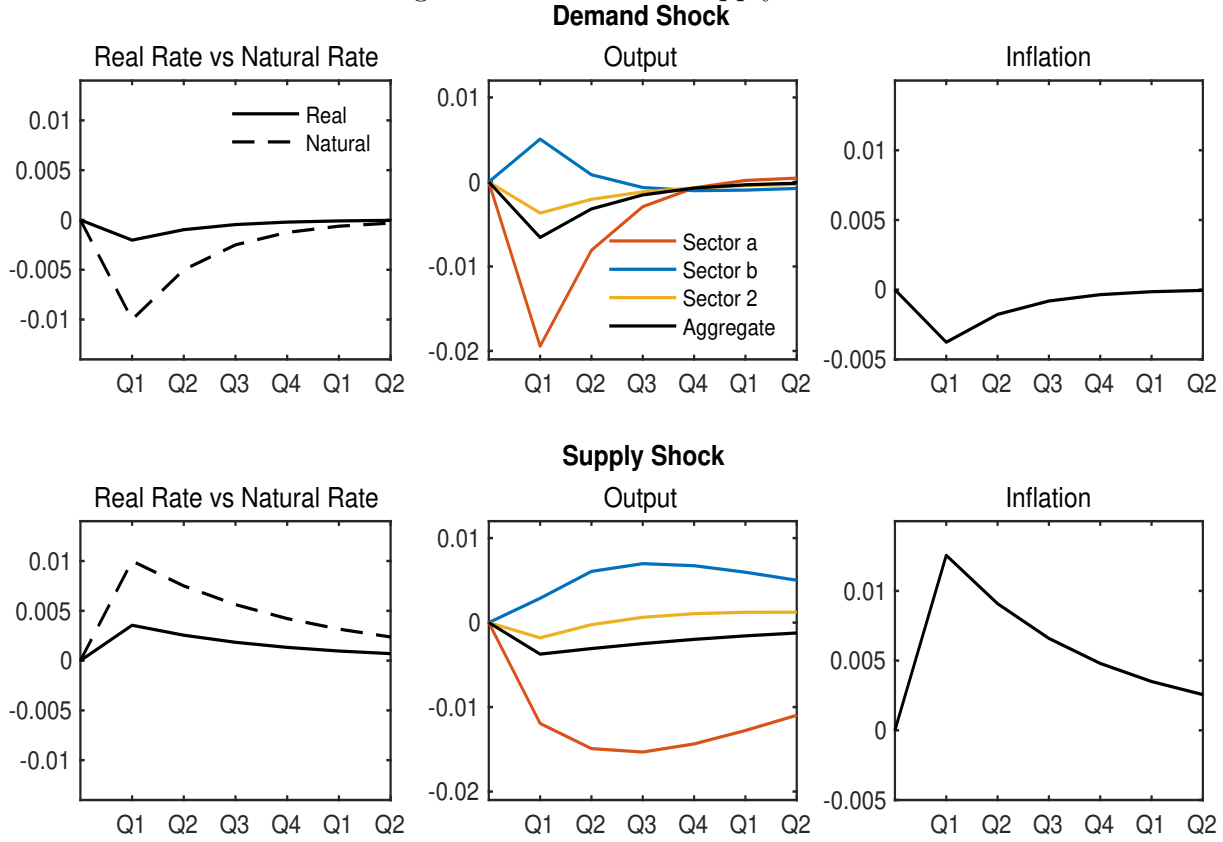 Demand Shock
Real Rate vs Natural Rate
0.01
0.005
0
-0.005
-0.01
Real
Natural
Q1 Q2 Q3 Q4 Q1 Q2
Output
0.01
0
-0.01
-0.02
Sector a
Sector b
Sector 2
Aggregate
Q1 Q2 Q3 Q4 Q1 Q2
Inflation
0.01
0.005
0
-0.005
Q1 Q2 Q3 Q4 Q1 Q2
Supply Shock
Real Rate vs Natural Rate
0.01
0.005
0
-0.005
-0.01
Q1 Q2 Q3 Q4 Q1 Q2
Output
0.01
0
-0.01
-0.02
Q1 Q2 Q3 Q4 Q1 Q2
Inflation
0.01
0.005
0
-0.005
Q1 Q2 Q3 Q4 Q1 Q2